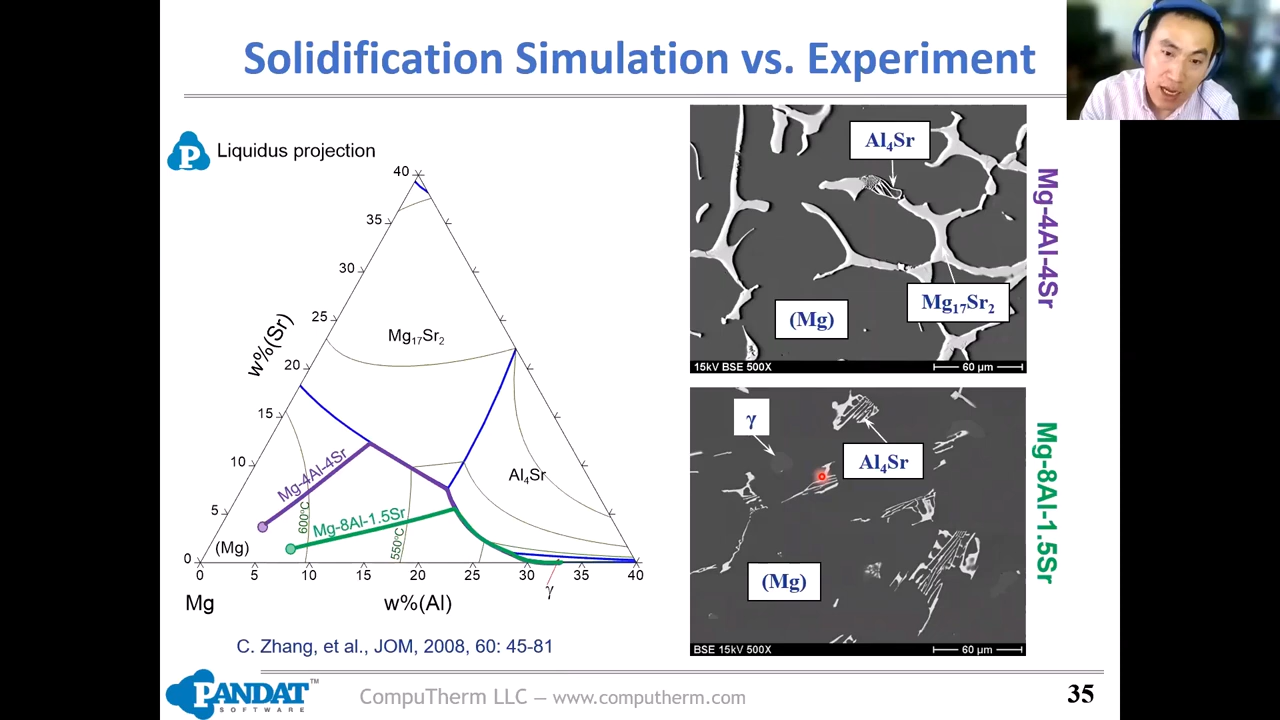 Solidification Simulation vs. Experiment
P
Liquidus projection
40
35
30
25
20
15
10
5
0
w%(Sr)
Mg₁₇Sr₂
Al₄Sr
Mg-4Al-4Sr
Mg-8Al-1.5Sr
600°C
550°C
(Mg)
0
5
10
15
20
25
30
35
40
γ
Mg
w%(Al)
C. Zhang, et al., JOM, 2008, 60: 45-81
Al₄Sr
Mg₁₇Sr₂
(Mg)
15kV BSE 500X
60 µm
Mg-4Al-4Sr
γ
Al₄Sr
(Mg)
BSE 15kV 500X
60 µm
Mg-8Al-1.5Sr
PANDAT™
SOFTWARE
CompuTherm LLC – www.computherm.com
35